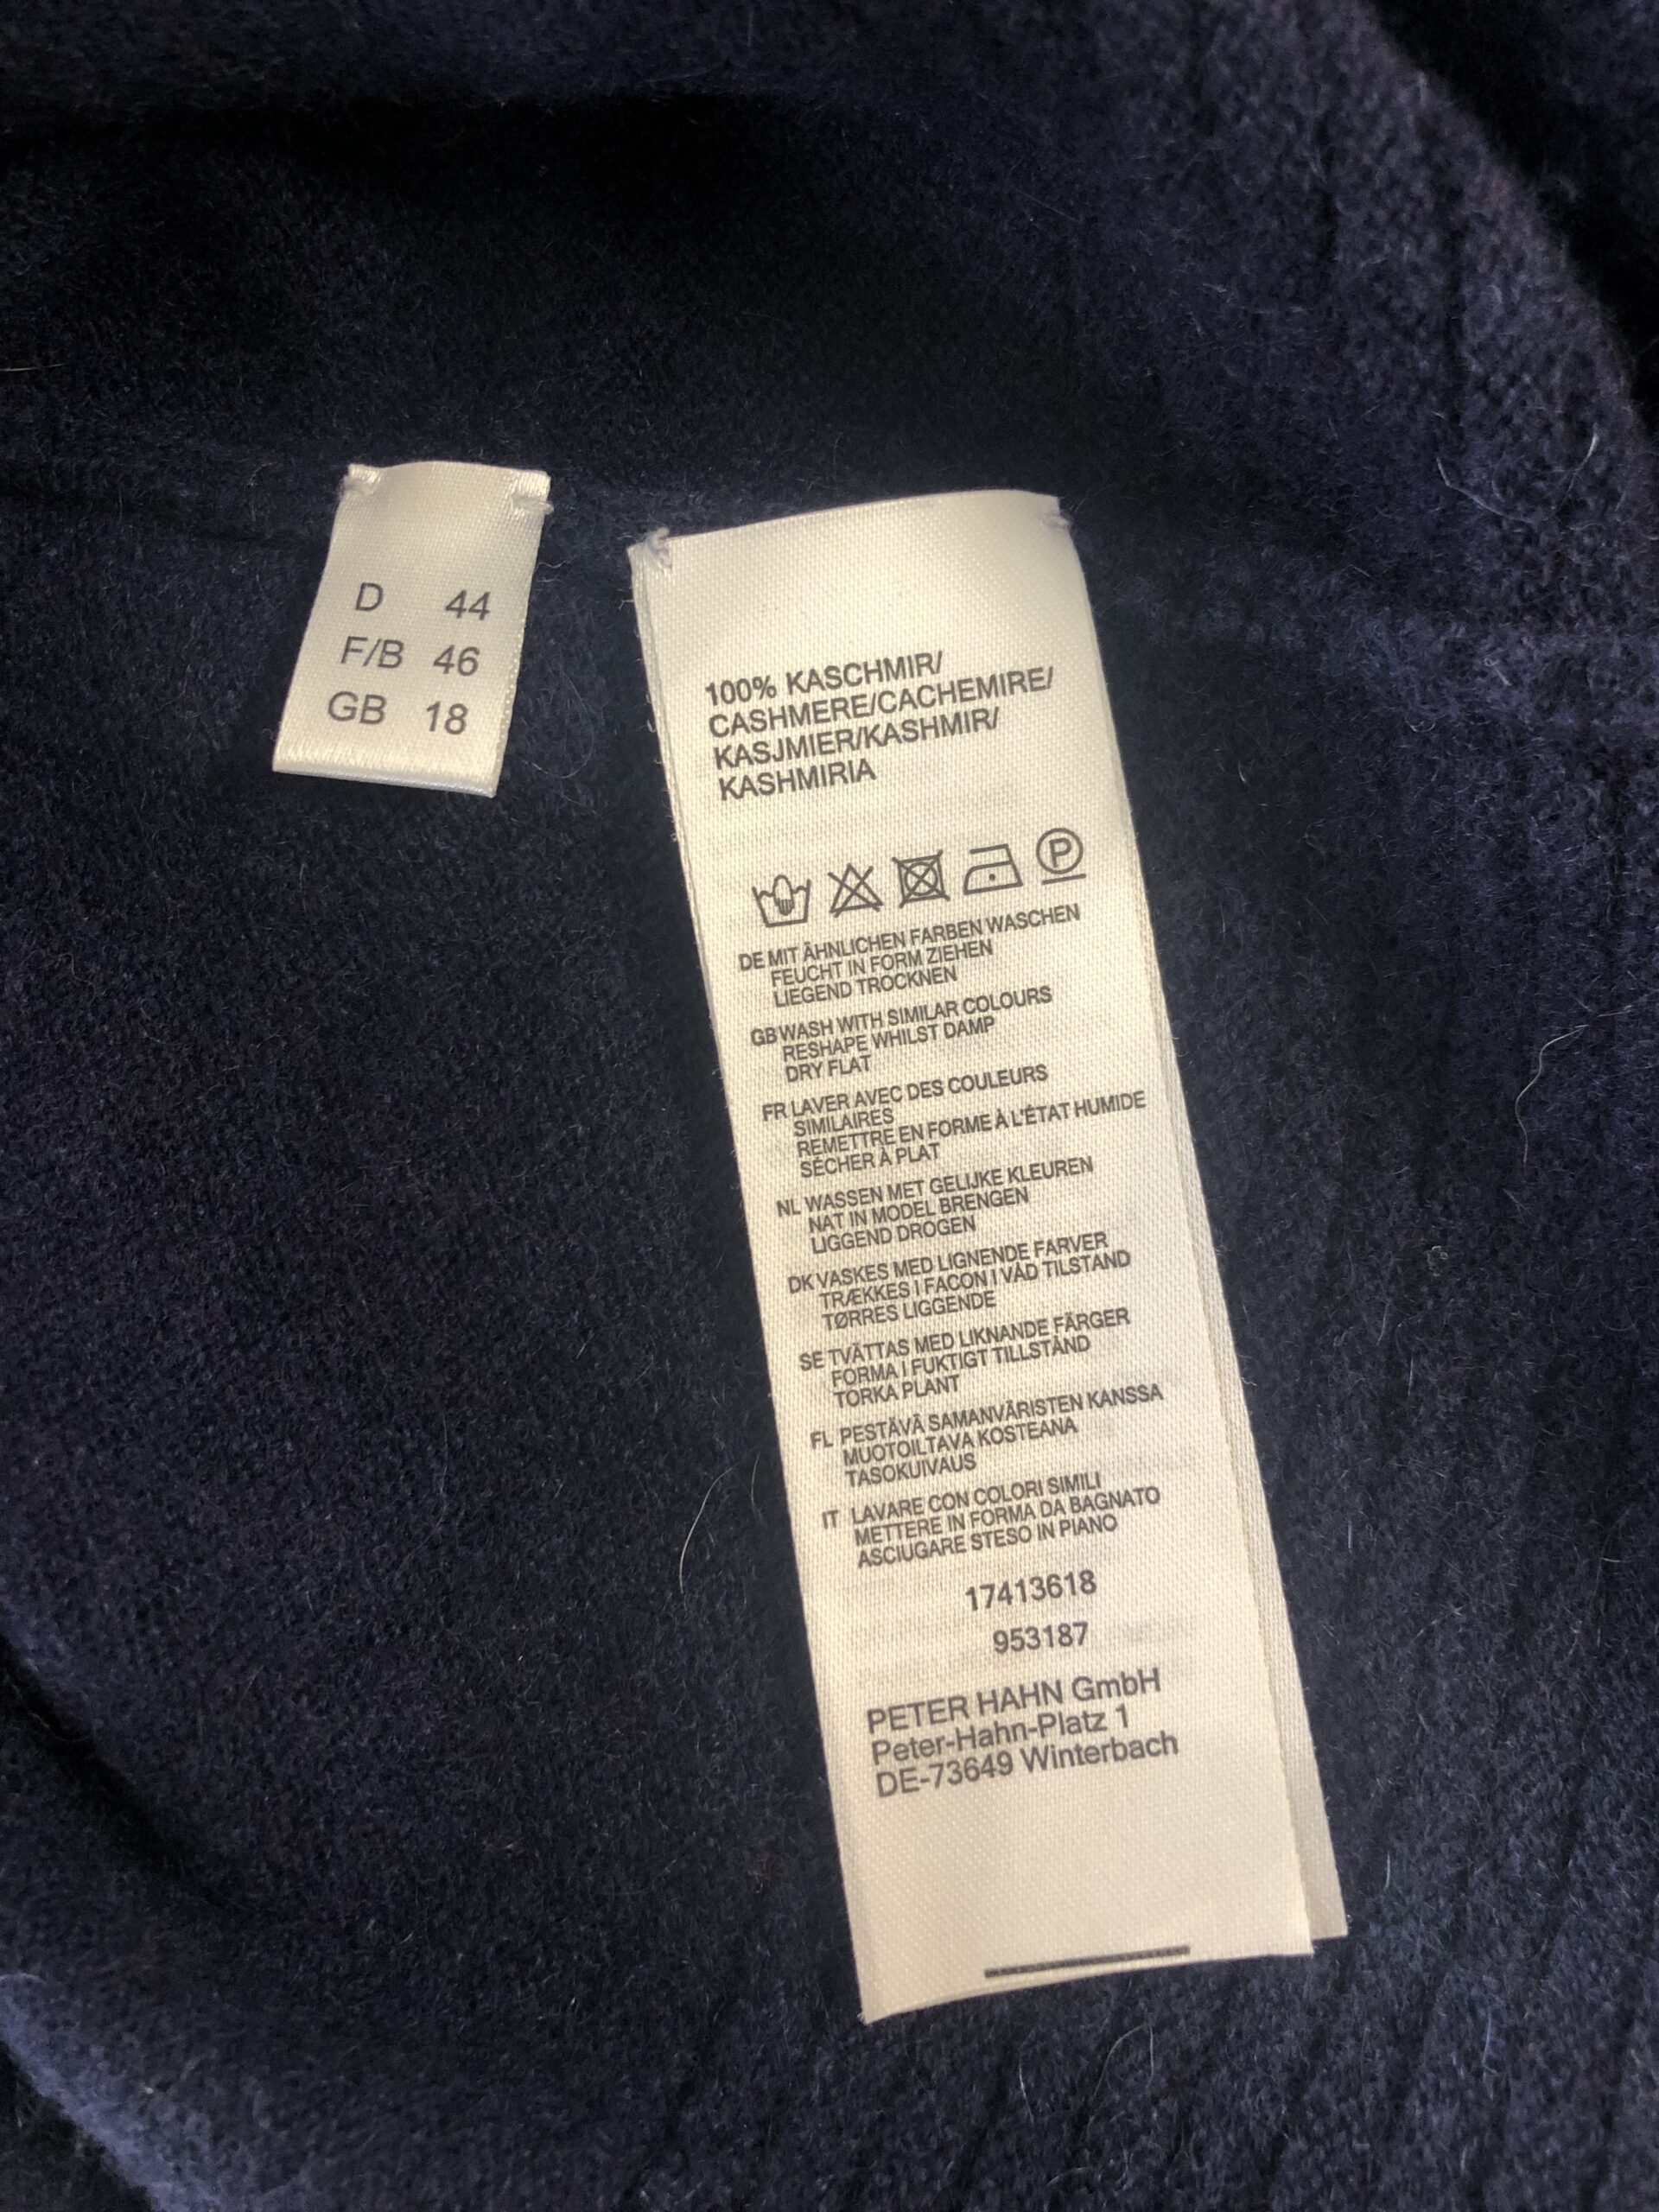 D 44
F/B 46
GB 18
100% KASCHMIR/
CASHMERE/CACHEMIRE/
KASJMIER/KASHMIR/
KASHMIRIA
P
DE MIT ÄHNLICHEN FARBEN WASCHEN
FEUCHT IN FORM ZIEHEN
LIEGEND TROCKNEN
GB WASH WITH SIMILAR COLOURS
RESHAPE WHILST DAMP
DRY FLAT
FR LAVER AVEC DES COULEURS
SIMILAIRES
REMETTRE EN FORME À L'ÉTAT HUMIDE
SÉCHER À PLAT
NL WASSEN MET GELIJKE KLEUREN
NAT IN MODEL BRENGEN
LIGGEND DROGEN
DK VASKES MED LIGNENDE FARVER
TRÆKKES I FACON I VÅD TILSTAND
TØRRES LIGGENDE
SE TVÄTTAS MED LIKNANDE FÄRGER
FORMA I FUKTIGT TILLSTÅND
TORKA PLANT
FL PESTÄVÄ SAMANVÄRISTEN KANSSA
MUOTOILTAVA KOSTEANA
TASOKUIVAUS
IT LAVARE CON COLORI SIMILI
METTERE IN FORMA DA BAGNATO
ASCIUGARE STESO IN PIANO
17413618
953187
PETER HAHN GmbH
Peter-Hahn-Platz 1
DE-73649 Winterbach